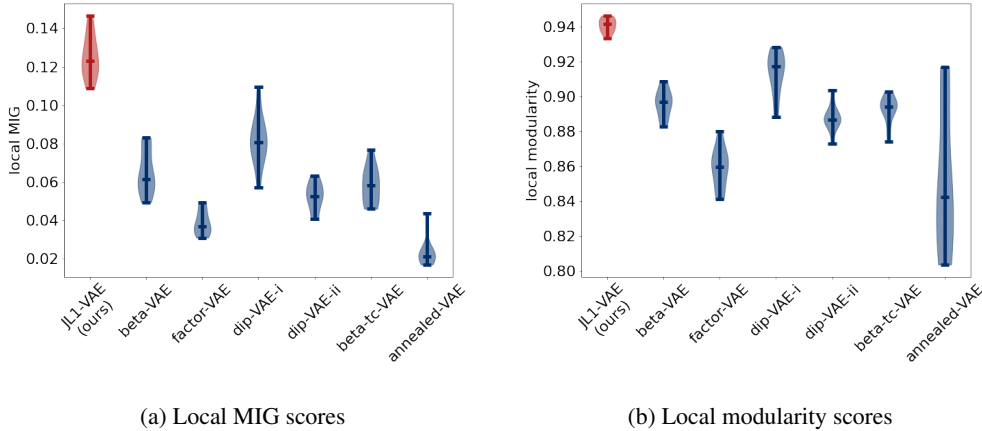 local MIG
0.14
0.12
0.10
0.08
0.06
0.04
0.02
JL1-VAE
(ours)
beta-VAE
factor-VAE
dip-VAE-i
dip-VAE-ii
beta-tc-VAE
annealed-VAE
(a) Local MIG scores
local modularity
0.94
0.92
0.90
0.88
0.86
0.84
0.82
0.80
JL1-VAE
(ours)
beta-VAE
factor-VAE
dip-VAE-i
dip-VAE-ii
beta-tc-VAE
annealed-VAE
(b) Local modularity scores